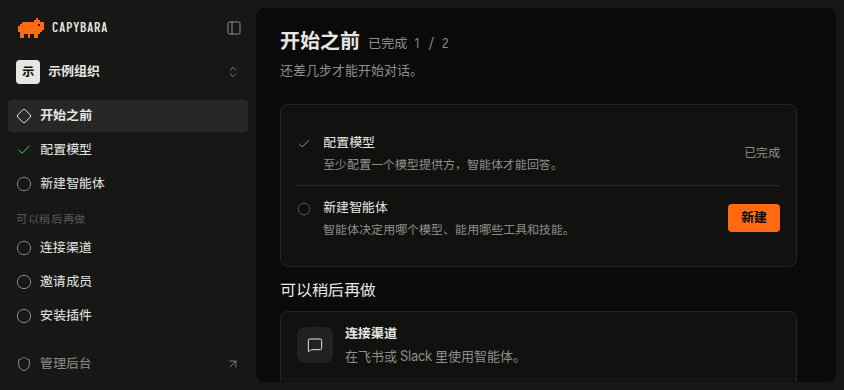 CAPYBARA
示 示例组织
开始之前
配置模型
新建智能体
可以稍后再做
连接渠道
邀请成员
安装插件
管理后台
开始之前 已完成 1 / 2
还差几步才能开始对话。
配置模型
至少配置一个模型提供方，智能体才能回答。
已完成
新建智能体
智能体决定用哪个模型、能用哪些工具和技能。
新建
可以稍后再做
连接渠道
在飞书或 Slack 里使用智能体。